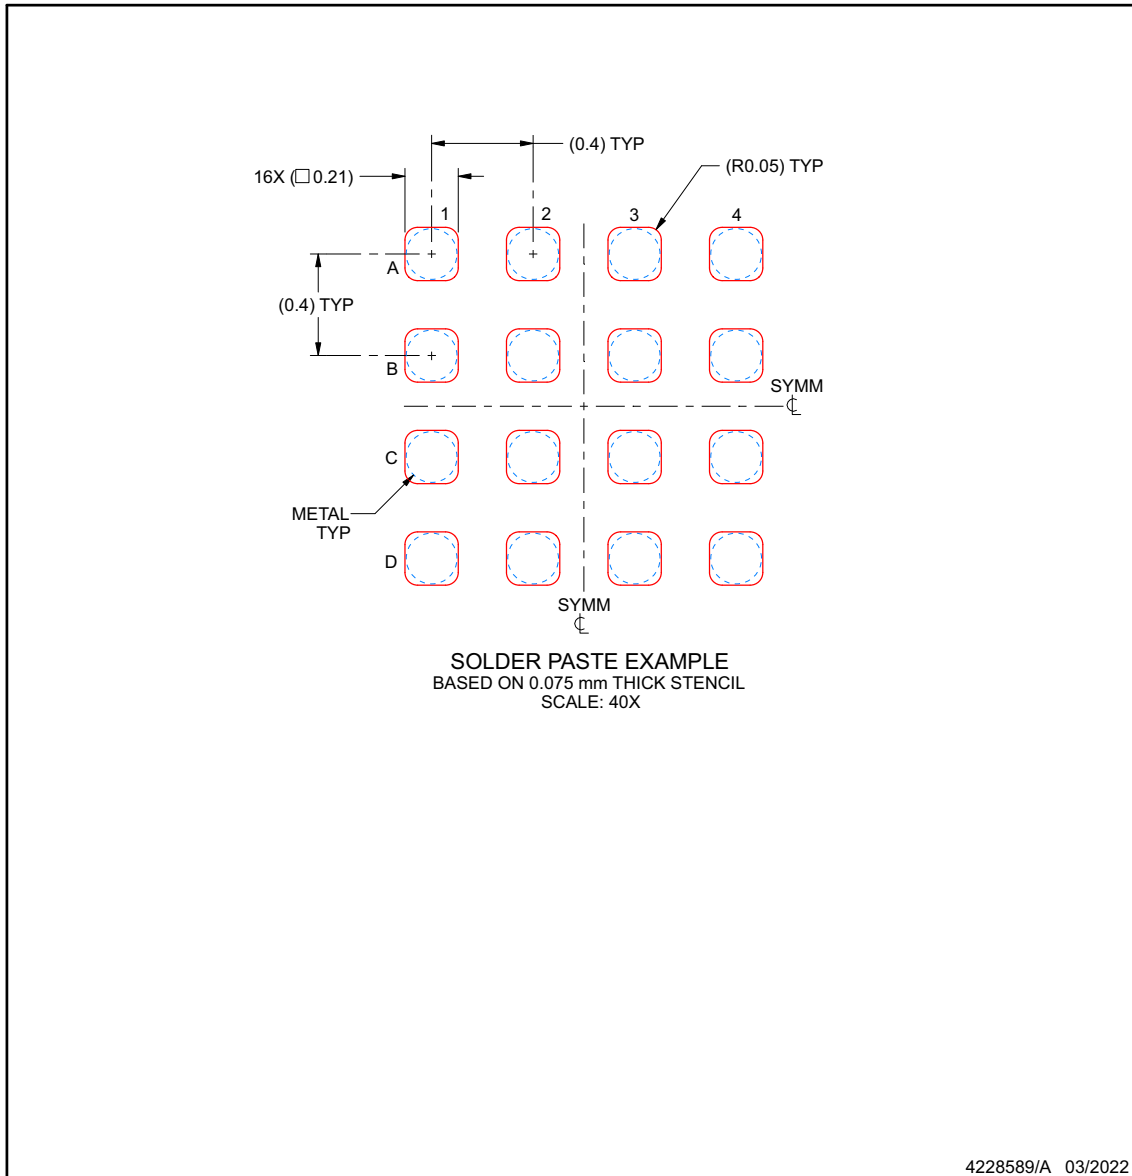 (0.4) TYP
(R0.05) TYP
16X (□0.21)
1
2
3
4
A
(0.4) TYP
B
SYMM
℄
C
METAL
TYP
D
SYMM
℄
SOLDER PASTE EXAMPLE
BASED ON 0.075 mm THICK STENCIL
SCALE: 40X
4228589/A 03/2022